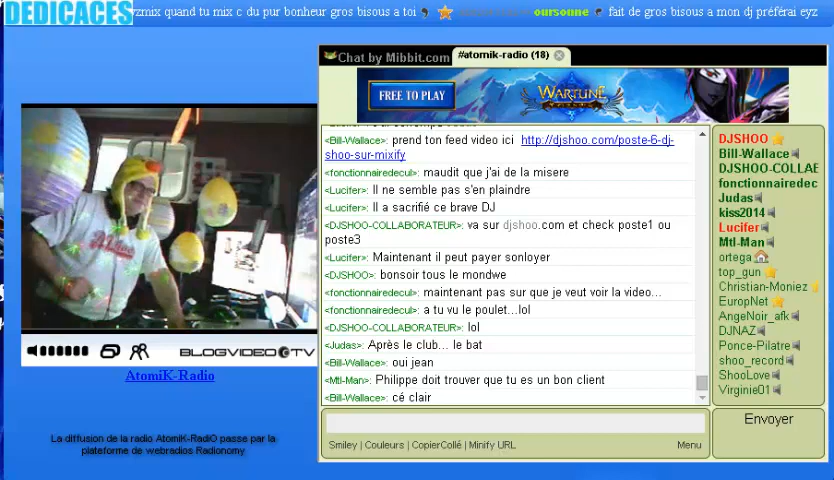 DEDICACES
yzmix quand tu mix c du pur bonheur gros bisous a toi
oursonne
fait de gros bisous a mon dj préférai eyz
Chat by Mibbit.com
#atomik-radio (18)
FREE TO PLAY
WARTUNE
<Bill-Wallace>: prend ton feed video ici http://djshoo.com/poste-6-dj-
shoo-sur-mixify
<fonctionnairedecul>: maudit que j'ai de la misere
<Lucifer>: Il ne semble pas s'en plaindre
<Lucifer>: Il a sacrifié ce brave DJ
<DJSHOO-COLLABORATEUR>: va sur djshoo.com et check poste1 ou
poste3
<Lucifer>: Maintenant il peut payer sonloyer
<DJSHOO>: bonsoir tous le mondwe
<fonctionnairedecul>: maintenant pas sur que je veut voir la video...
<fonctionnairedecul>: a tu vu le poulet...lol
<DJSHOO-COLLABORATEUR>: lol
<Judas>: Après le club... le bat
<Bill-Wallace>: oui jean
<Mtl-Man>: Philippe doit trouver que tu es un bon client
<Bill-Wallace>: cé clair
DJSHOO
Bill-Wallace
DJSHOO-COLLAE
fonctionnairedec
Judas
kiss2014
Lucifer
Mtl-Man
ortega
top_gun
Christian-Moniez
EuropNet
AngeNoir_afk
DJNAZ
Ponce-Pilatre
shoo_record
ShooLove
Virginie01
Smiley | Couleurs | CopierCollé | Minify URL
Menu
Envoyer
BLOGVIDEO TV
AtomiK-Radio
La diffusion de la radio AtomiK-RadiO passe par la
plateforme de webradios Radionomy